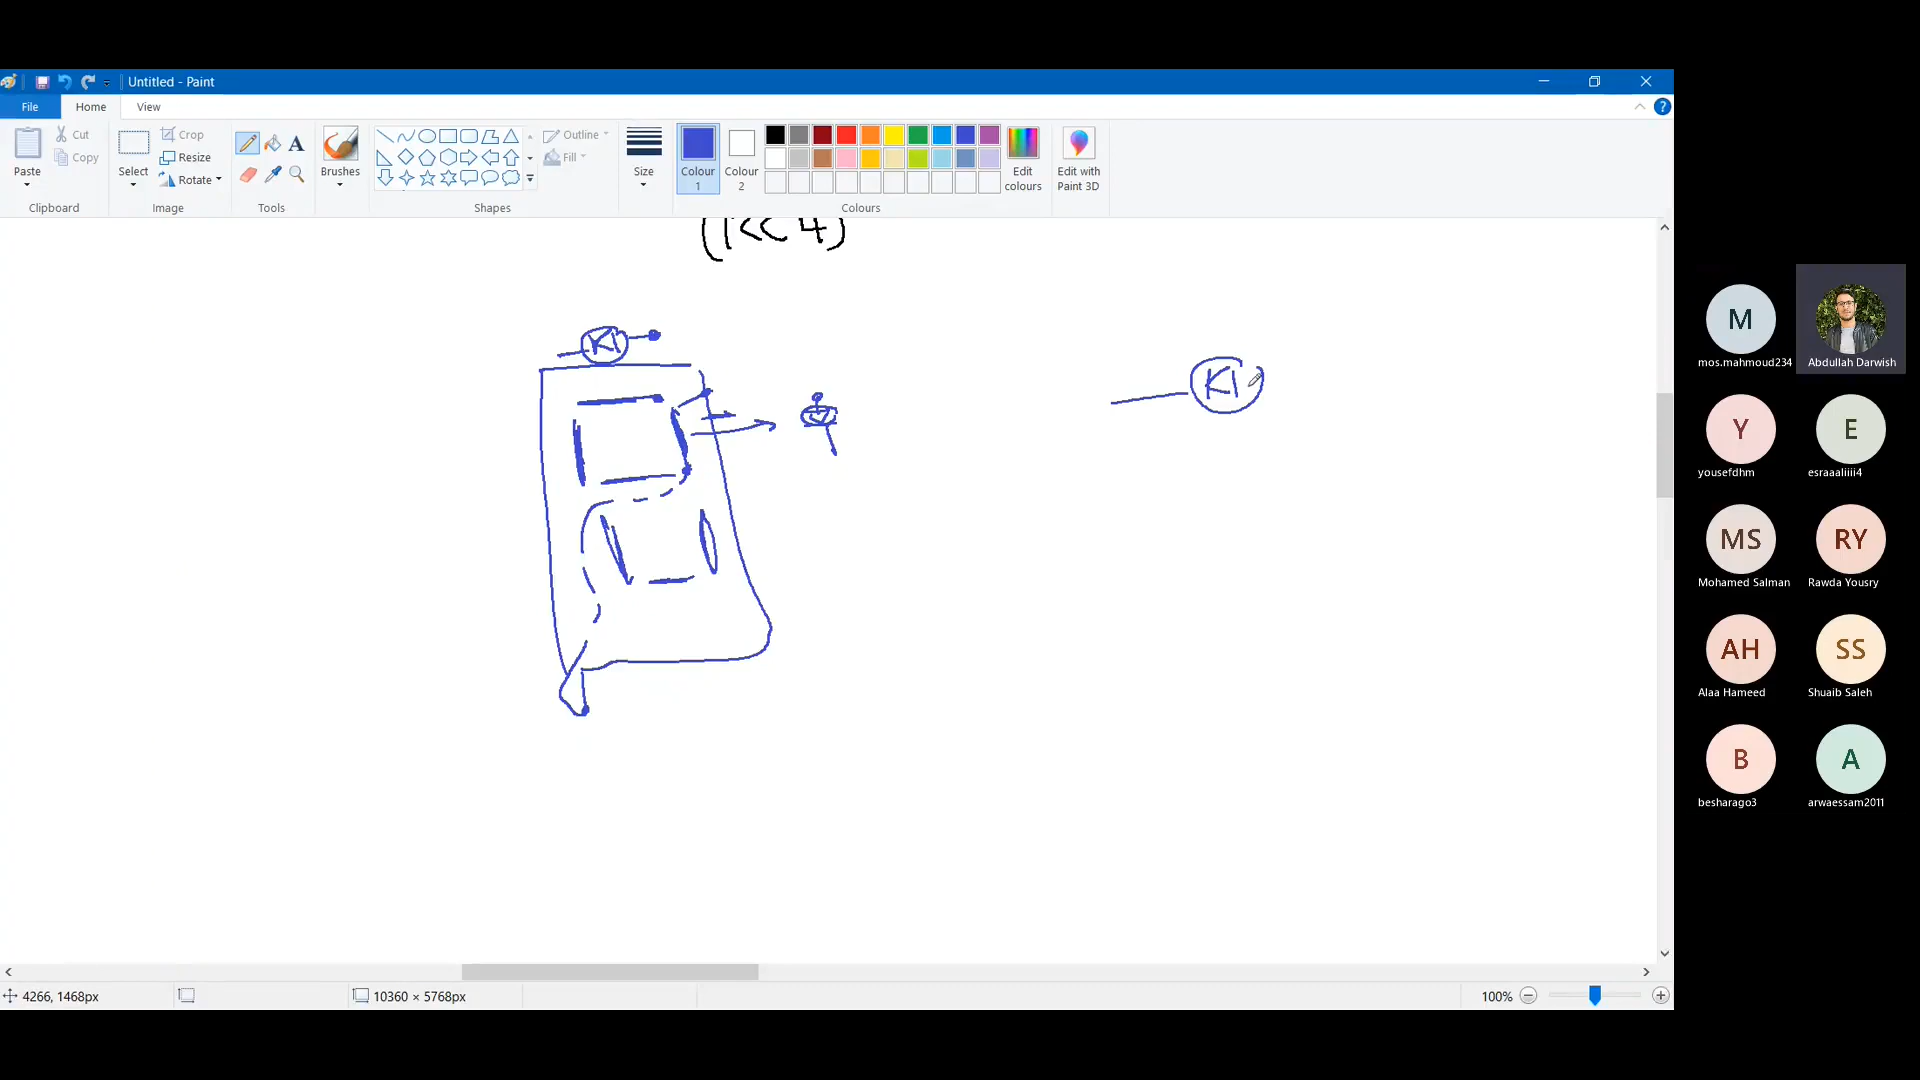 Untitled - Paint
File Home View
Paste
Cut
Copy
Clipboard
Select
Crop
Resize
Rotate
Image
Tools
Brushes
Shapes
Outline
Fill
Size
Colour 1
Colour 2
Edit colours
Colours
Edit with Paint 3D
K1
K1
M
mos.mahmoud234
Abdullah Darwish
Y
yousefdhm
E
esraaaliiii4
MS
Mohamed Salman
RY
Rawda Yousry
AH
Alaa Hameed
SS
Shuaib Saleh
B
besharago3
A
arwaessam2011
4266, 1468px
10360 × 5768px
100%